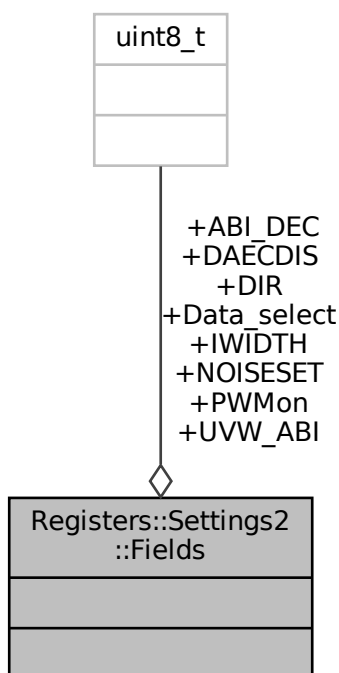 uint8_t
+ABI_DEC
+DAECDIS
+DIR
+Data_select
+IWIDTH
+NOISESET
+PWMon
+UVW_ABI
Registers::Settings2
::Fields